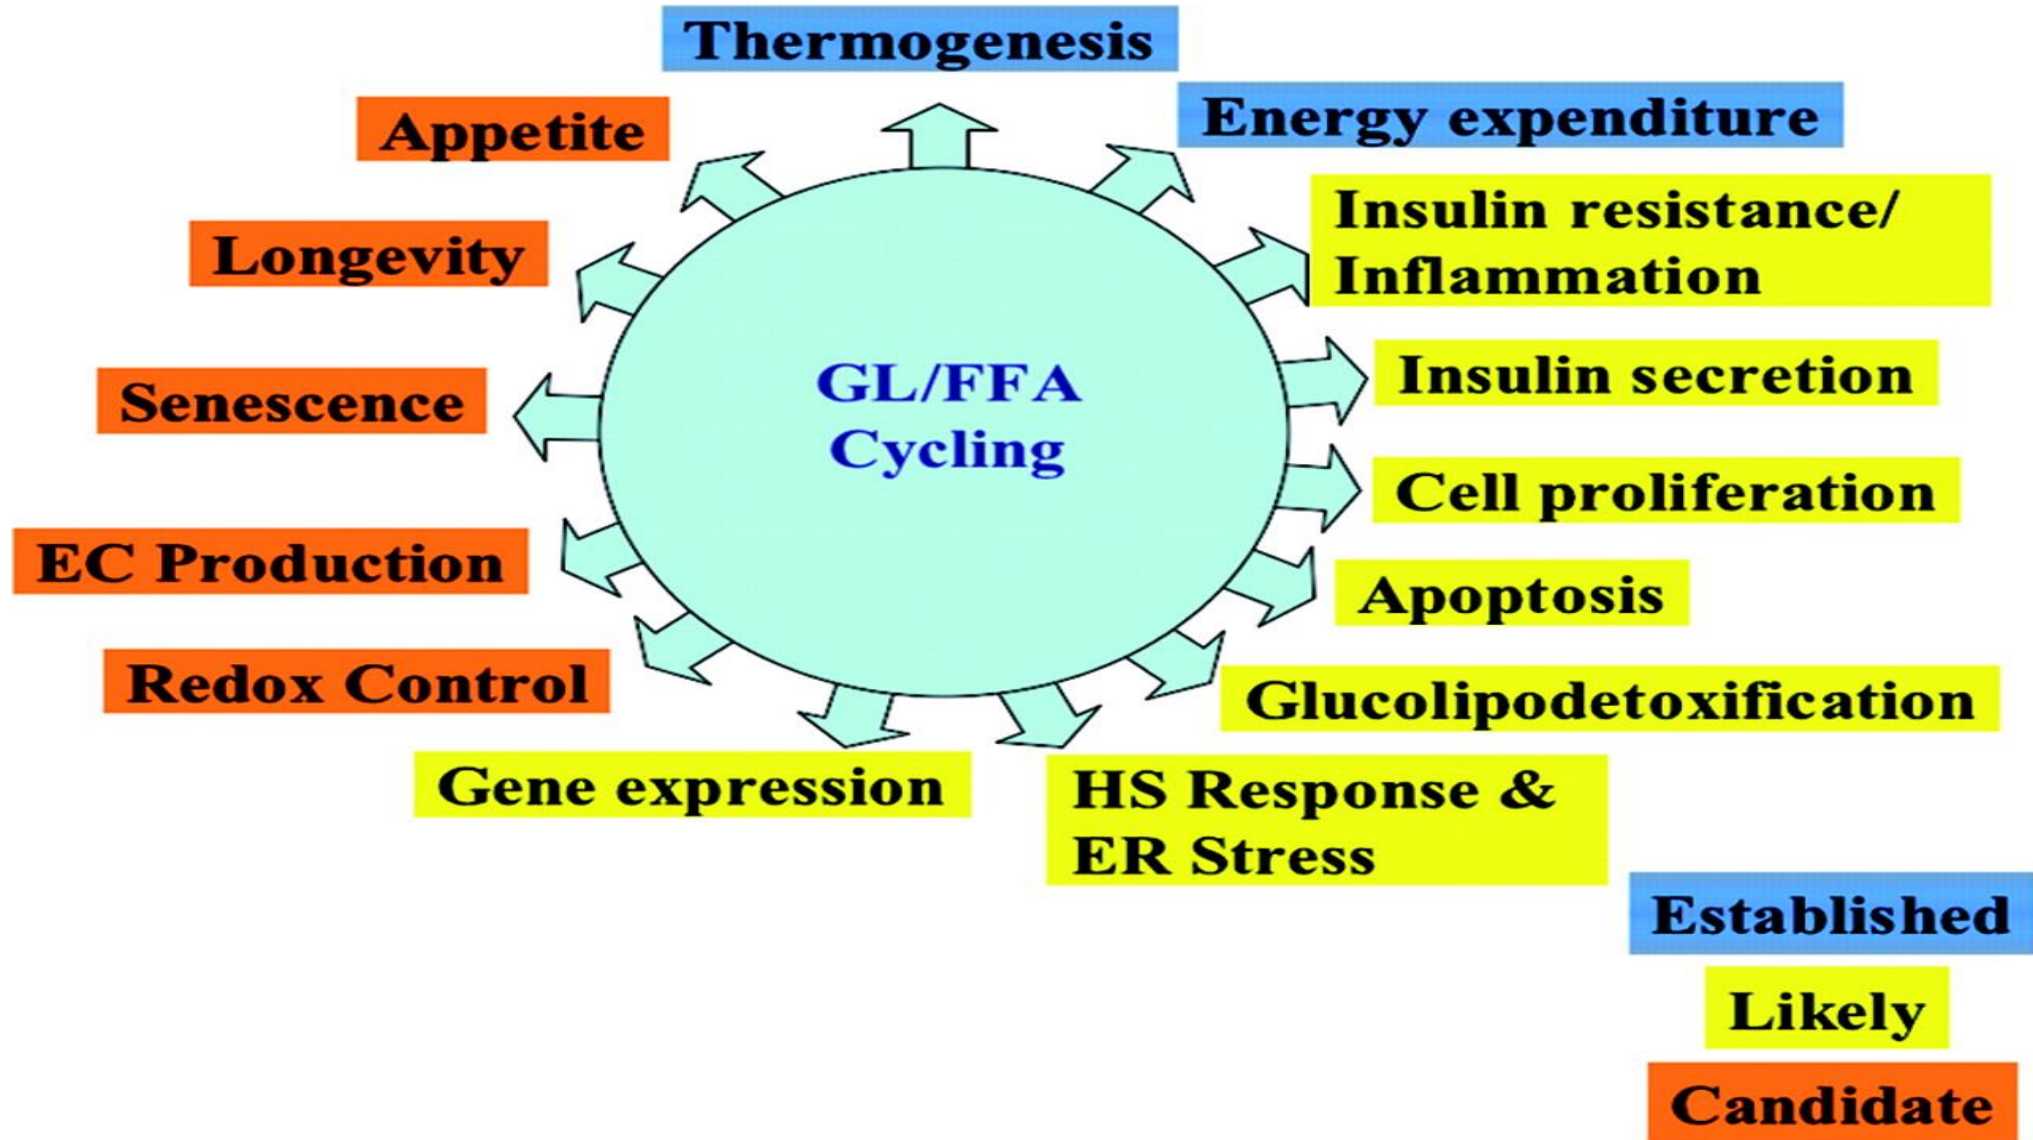 Thermogenesis
Energy expenditure
Appetite
Insulin resistance/
Inflammation
Longevity
Insulin secretion
GL/FFA
Cycling
Senescence
Cell proliferation
EC Production
Apoptosis
Redox Control
Glucolipodetoxification
Gene expression
HS Response &
ER Stress
Established
Likely
Candidate